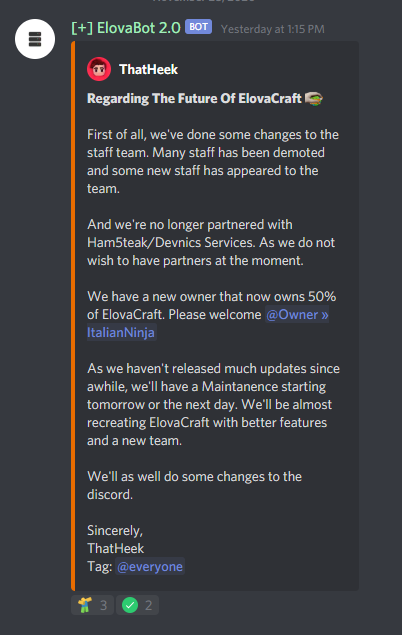 [+] ElovaBot 2.0 BOT Yesterday at 1:15 PM
ThatHeek
Regarding The Future Of ElovaCraft
First of all, we've done some changes to the
staff team. Many staff has been demoted
and some new staff has appeared to the
team.
And we're no longer partnered with
Ham5teak/Devnics Services. As we do not
wish to have partners at the moment.
We have a new owner that now owns 50%
of ElovaCraft. Please welcome @Owner »
ItalianNinja
As we haven't released much updates since
awhile, we'll have a Maintanence starting
tomorrow or the next day. We'll be almost
recreating ElovaCraft with better features
and a new team.
We'll as well do some changes to the
discord.
Sincerely,
ThatHeek
Tag: @everyone
3 2